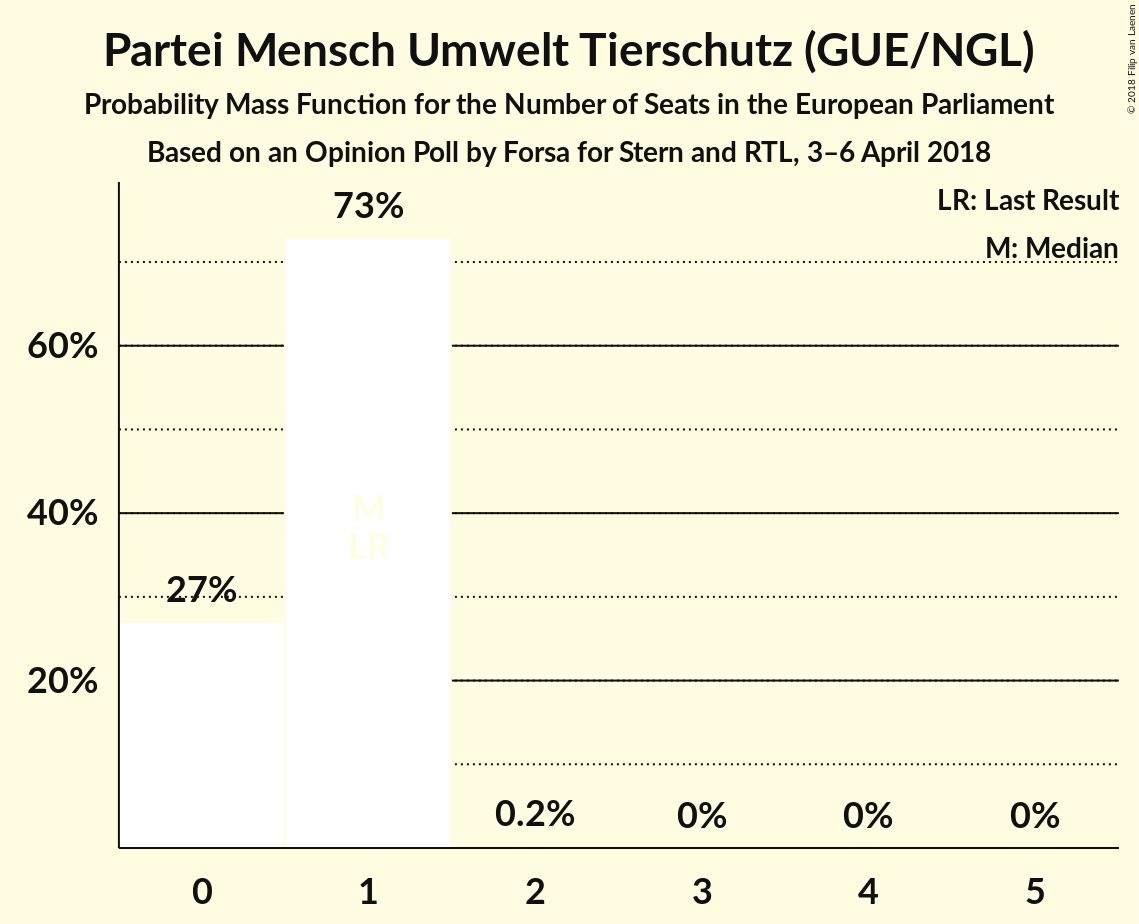 Partei Mensch Umwelt Tierschutz (GUE/NGL)
Probability Mass Function for the Number of Seats in the European Parliament
Based on an Opinion Poll by Forsa for Stern and RTL, 3–6 April 2018
© 2018 Filip van Laenen
LR: Last Result
M: Median
73%
60%
40%
M
LR
27%
20%
0.2%
0%
0%
0%
0
1
2
3
4
5